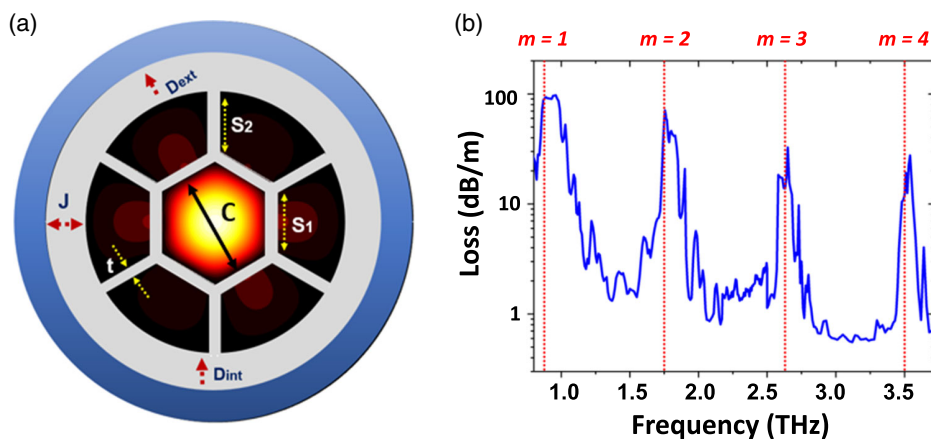 (a)
Dext
S2
J
C
S1
t
Dint
(b)
m = 1 m = 2 m = 3 m = 4
100
10
1
Loss (dB/m)
1.0 1.5 2.0 2.5 3.0 3.5
Frequency (THz)